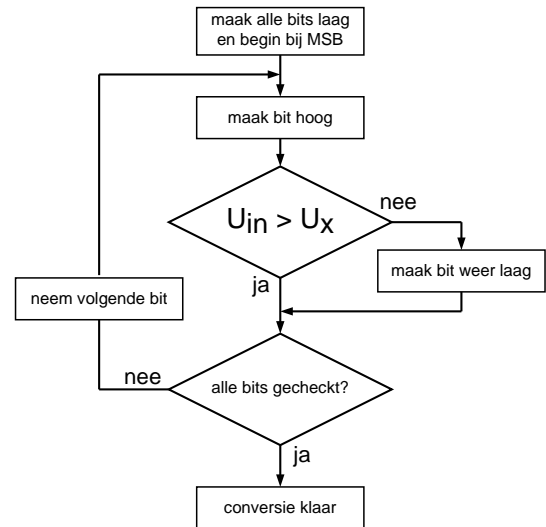 maak alle bits laag
en begin bij MSB
maak bit hoog
Uin > Ux
nee
maak bit weer laag
ja
neem volgende bit
nee
alle bits gecheckt?
ja
conversie klaar